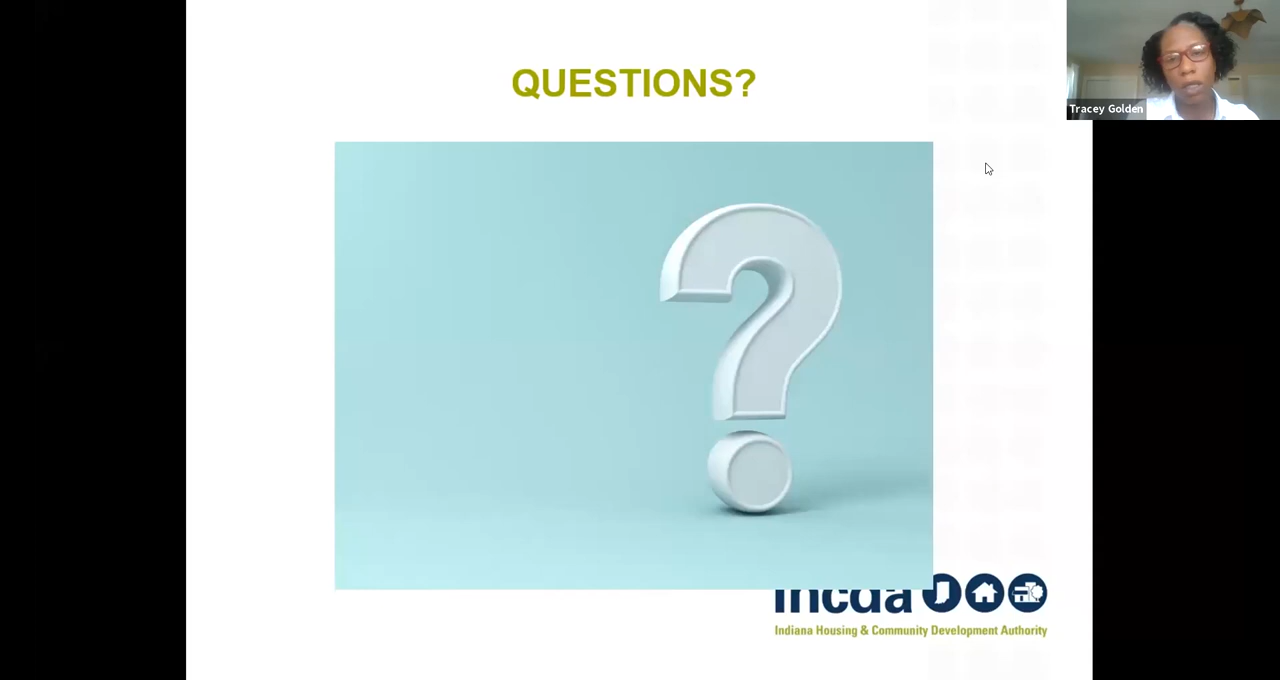 QUESTIONS?
Tracey Golden
ihcda
Indiana Housing & Community Development Authority